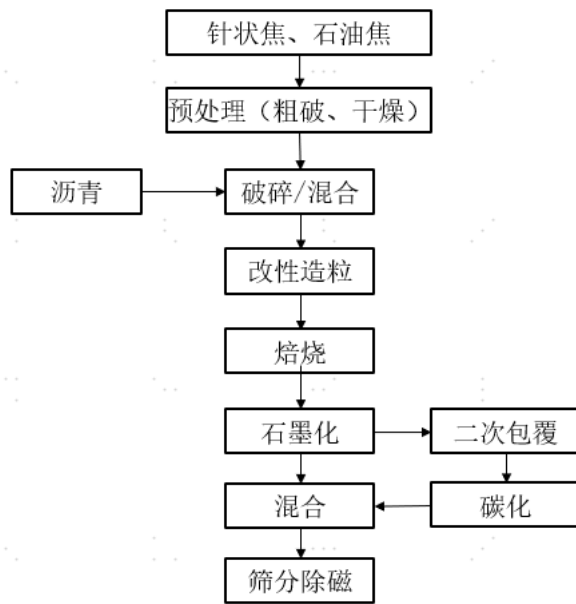 针状焦、石油焦
预处理（粗破、干燥）
沥青
破碎/混合
改性造粒
焙烧
石墨化
二次包覆
混合
碳化
筛分除磁